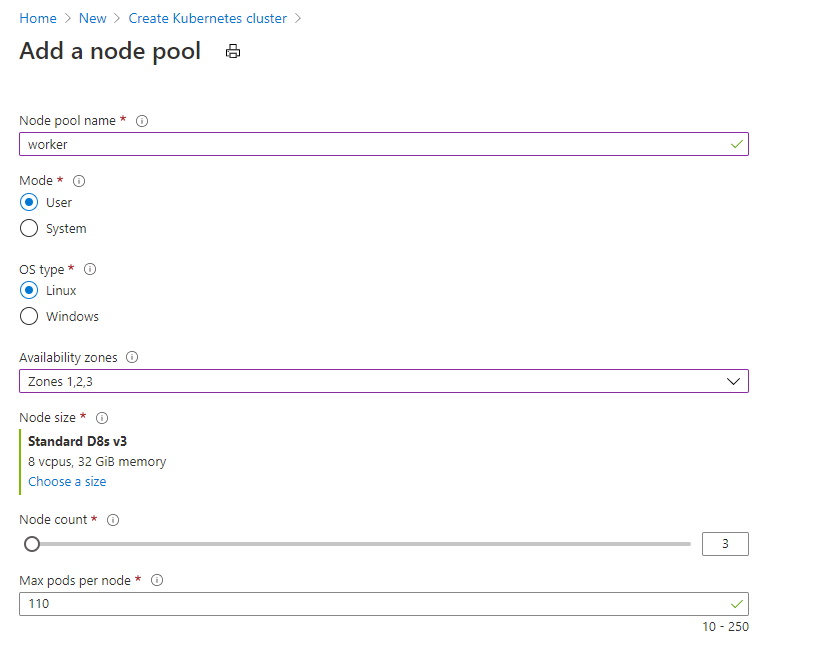 Home > New > Create Kubernetes cluster >
Add a node pool
Node pool name *
worker
Mode *
User
System
OS type *
Linux
Windows
Availability zones
Zones 1,2,3
Node size *
Standard D8s v3
8 vcpus, 32 GiB memory
Choose a size
Node count *
3
Max pods per node *
110
10 - 250